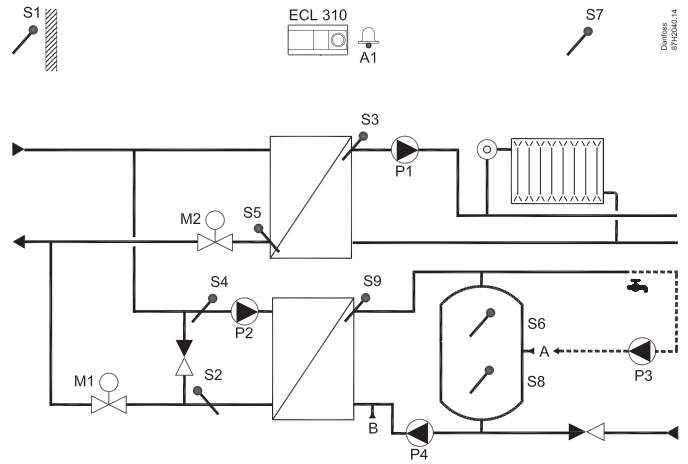 S1
ECL 310
A1
S7
Danfoss
87H2040.14
S3
P1
M2
S5
S4
P2
S9
S6
A
S8
P3
M1
S2
B
P4